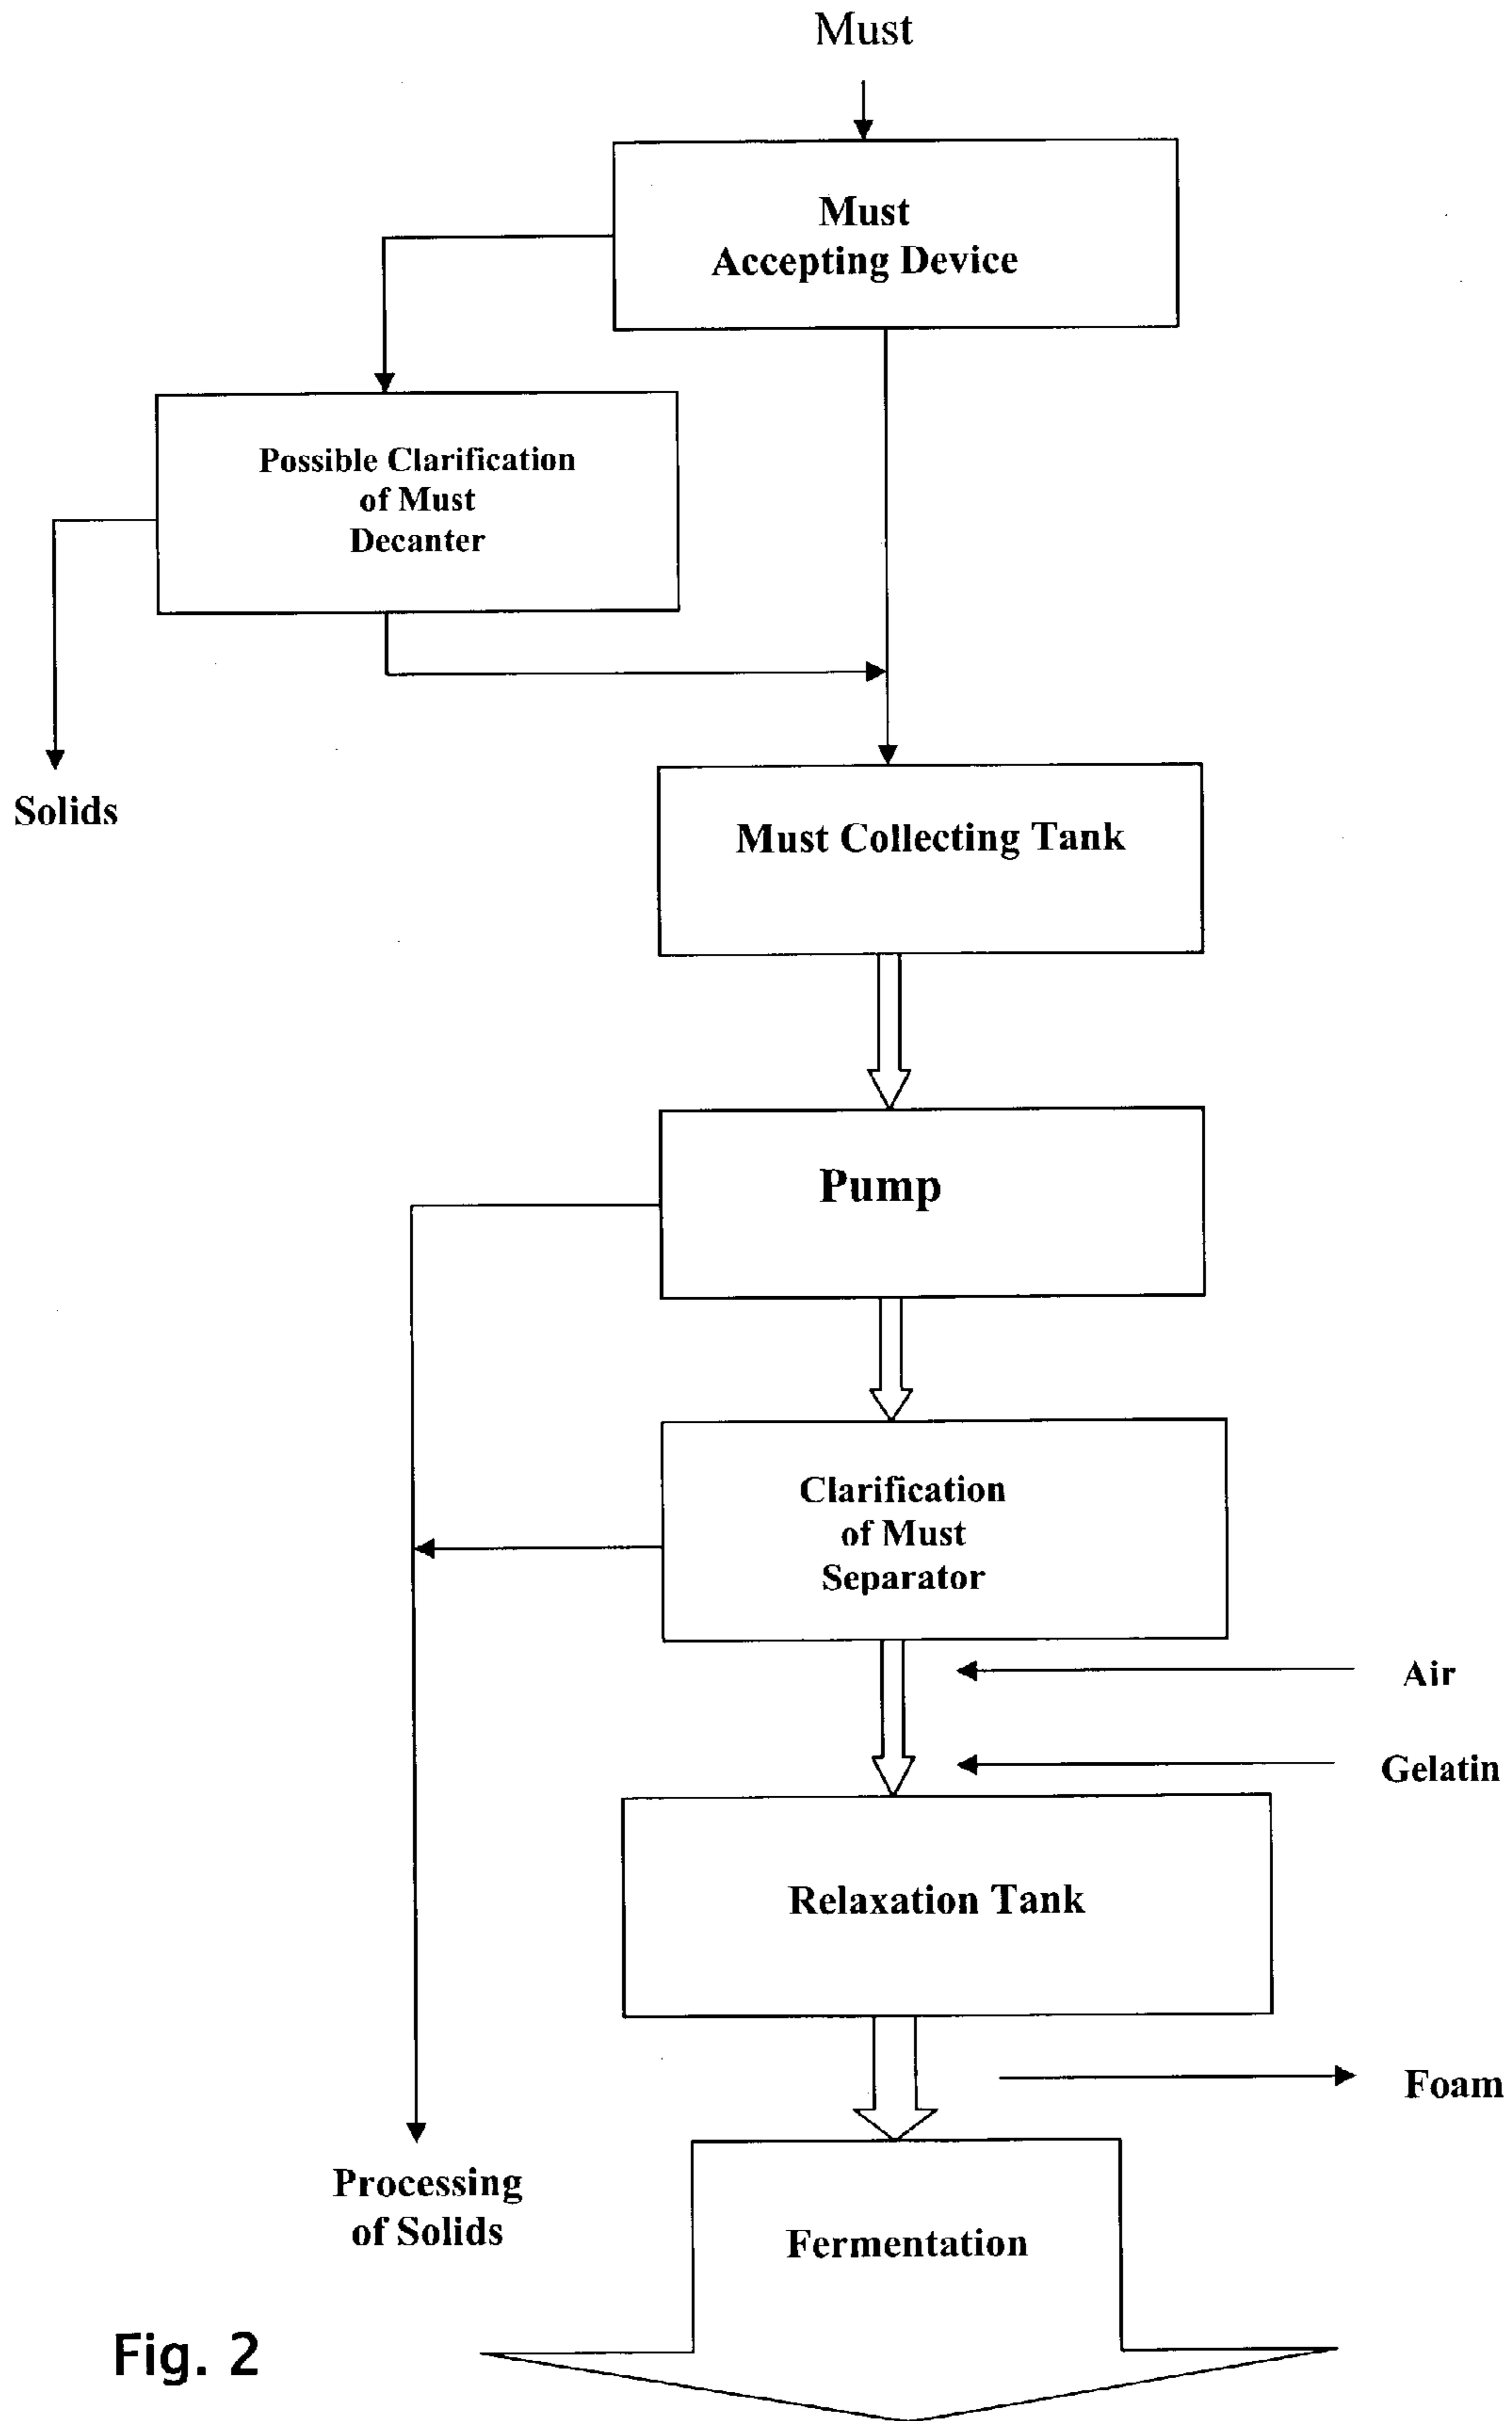 Must
Must
Accepting Device
Possible Clarification
of Must
Decanter
Solids
Must Collecting Tank
Pump
Clarification
of Must
Separator
Air
Gelatin
Relaxation Tank
Foam
Processing
of Solids
Fermentation
Fig. 2